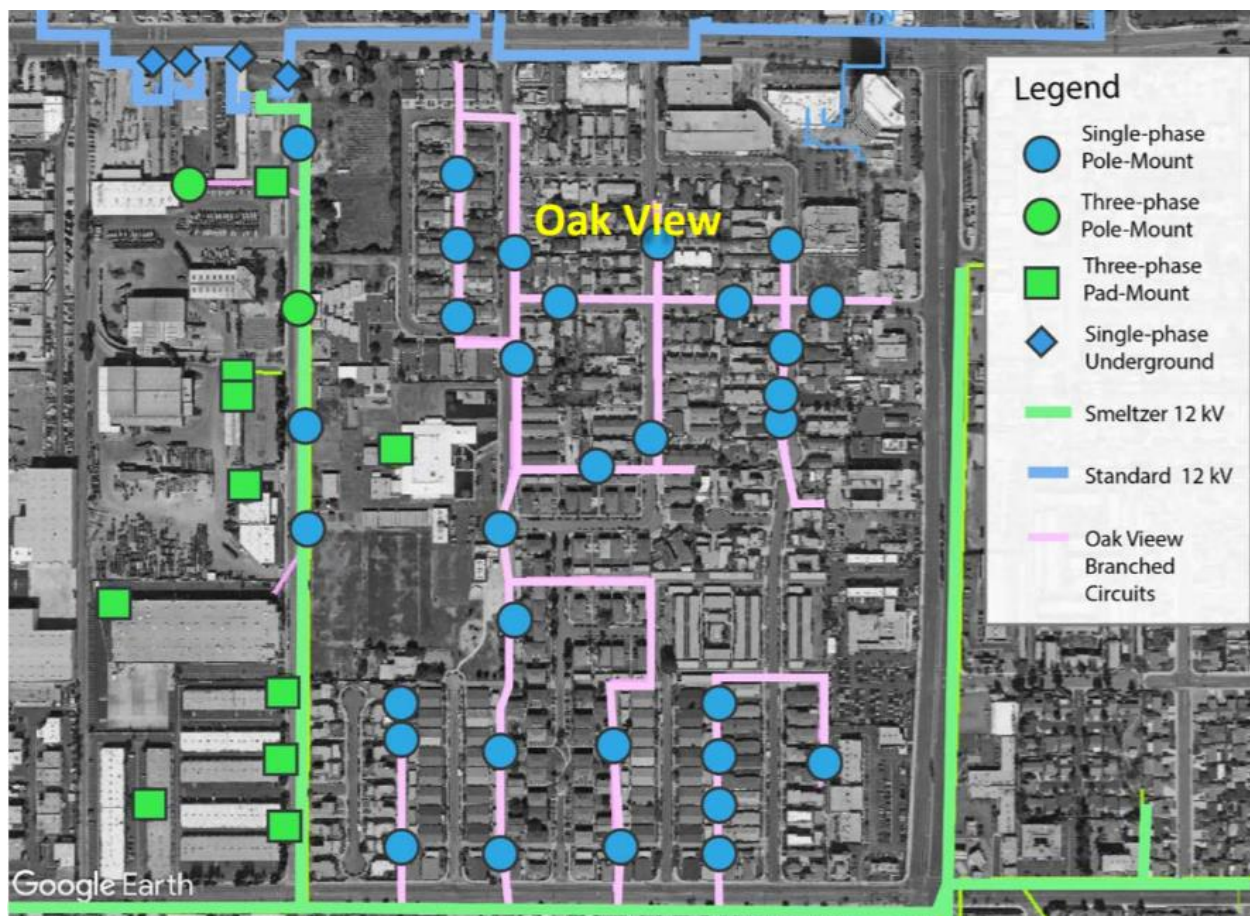 Oak View
Legend
Single-phase
Pole-Mount
Three-phase
Pole-Mount
Three-phase
Pad-Mount
Single-phase
Underground
Smeltzer 12 kV
Standard 12 kV
Oak Vieew
Branched
Circuits
Google Earth